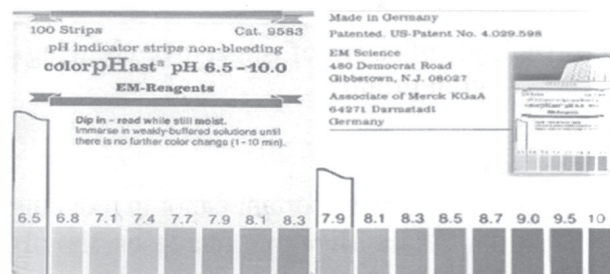 100 Strips Cat. 9583
pH indicator strips non-bleeding
colorpHast® pH 6.5-10.0
EM-Reagents
Dip in - read while still moist.
Immerse in weakly-buffered solutions until
there is no further color change (1-10 min).
6.5 6.8 7.1 7.4 7.7 7.9 8.1 8.3
Made in Germany
Patented. US-Patent No. 4.029.598
EM Science
480 Democrat Road
Gibbstown, N.J. 08027
Associate of Merck KGaA
64271 Darmstadt
Germany
7.9 8.1 8.3 8.5 8.7 9.0 9.5 10